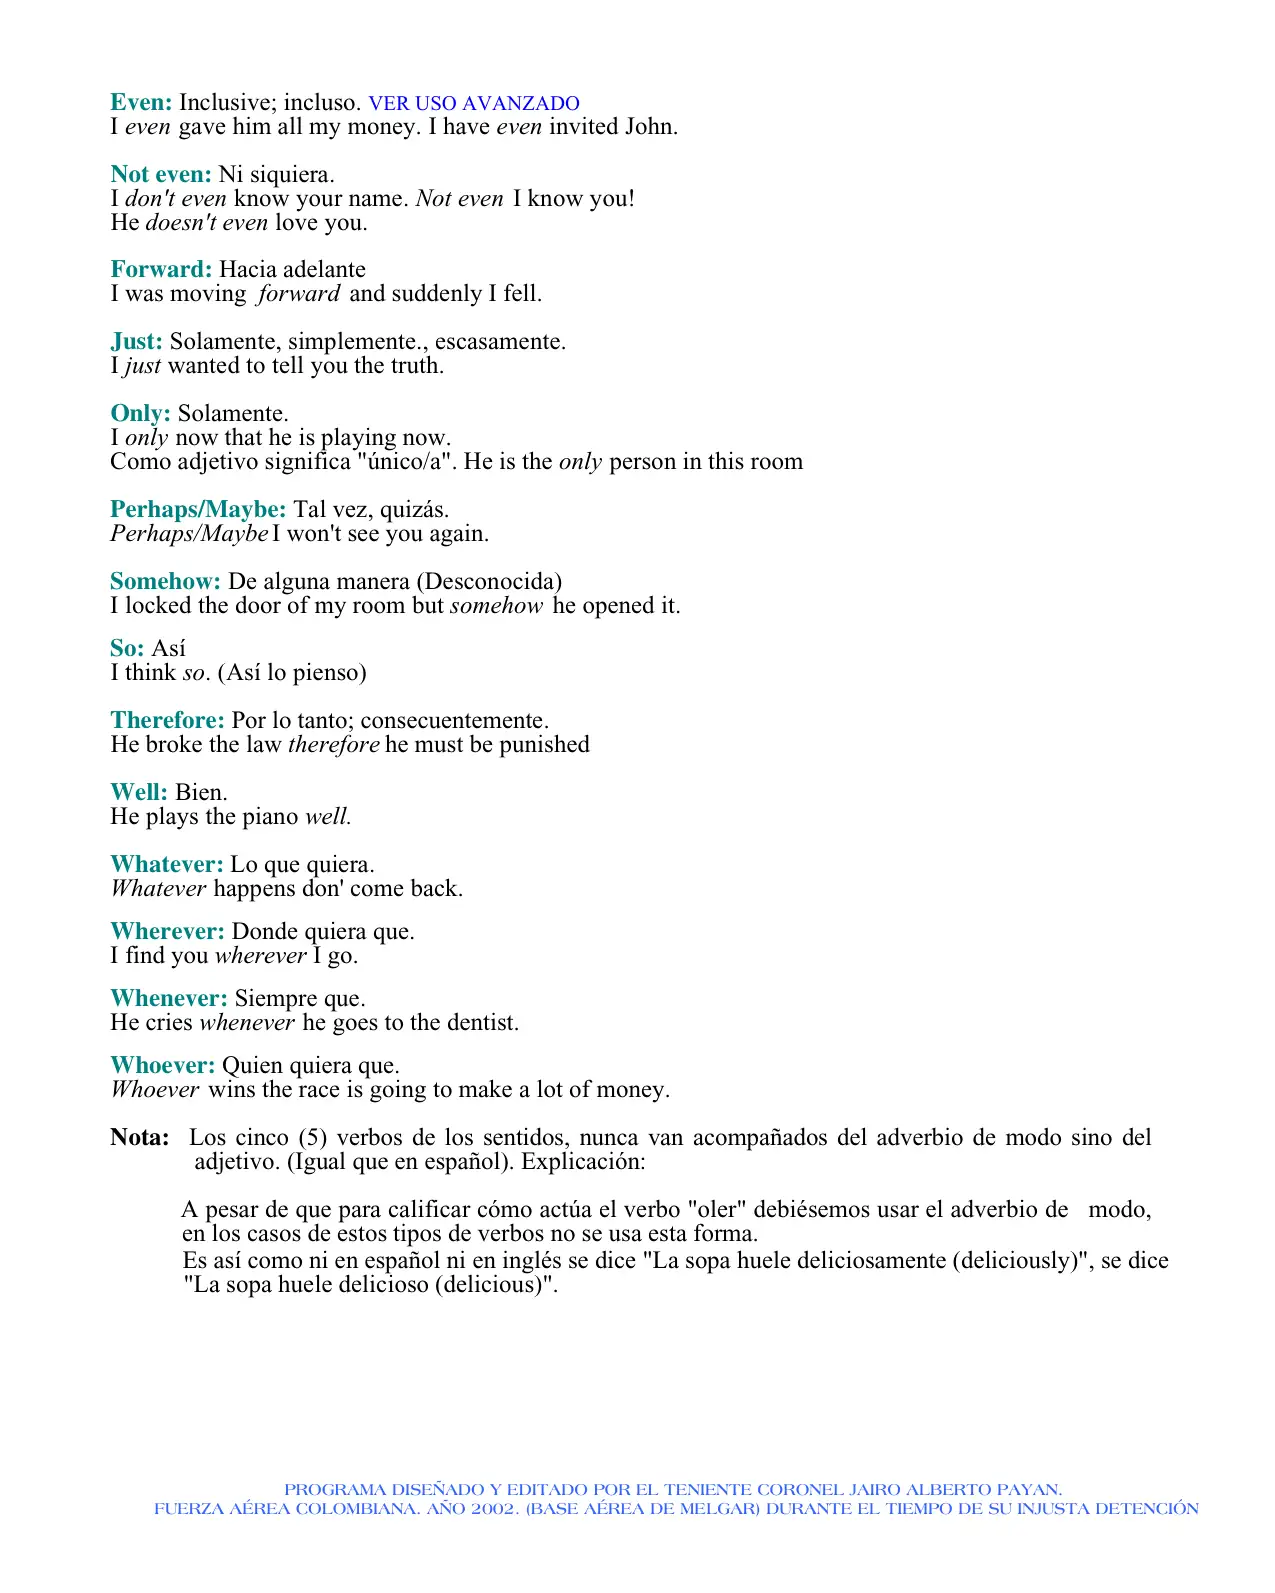 Even: Inclusive; incluso. VER USO AVANZADO
I even gave him all my money. I have even invited John.
Not even: Ni siquiera.
I don't even know your name. Not even I know you!
He doesn't even love you.
Forward: Hacia adelante
I was moving forward and suddenly I fell.
Just: Solamente, simplemente., escasamente.
I just wanted to tell you the truth.
Only: Solamente.
I only now that he is playing now.
Como adjetivo significa "único/a". He is the only person in this room
Perhaps/Maybe: Tal vez, quizás.
Perhaps/Maybe I won't see you again.
Somehow: De alguna manera (Desconocida)
I locked the door of my room but somehow he opened it.
So: Así
I think so. (Así lo pienso)
Therefore: Por lo tanto; consecuentemente.
He broke the law therefore he must be punished
Well: Bien.
He plays the piano well.
Whatever: Lo que quiera.
Whatever happens don' come back.
Wherever: Donde quiera que.
I find you wherever I go.
Whenever: Siempre que.
He cries whenever he goes to the dentist.
Whoever: Quien quiera que.
Whoever wins the race is going to make a lot of money.
Nota: Los cinco (5) verbos de los sentidos, nunca van acompañados del adverbio de modo sino del
adjetivo. (Igual que en español). Explicación:
A pesar de que para calificar cómo actúa el verbo "oler" debiésemos usar el adverbio de modo,
en los casos de estos tipos de verbos no se usa esta forma.
Es así como ni en español ni en inglés se dice "La sopa huele deliciosamente (deliciously)", se dice
"La sopa huele delicioso (delicious)".
PROGRAMA DISEÑADO Y EDITADO POR EL TENIENTE CORONEL JAIRO ALBERTO PAYAN.
FUERZA AÉREA COLOMBIANA. AÑO 2002. (BASE AÉREA DE MELGAR) DURANTE EL TIEMPO DE SU INJUSTA DETENCIÓN